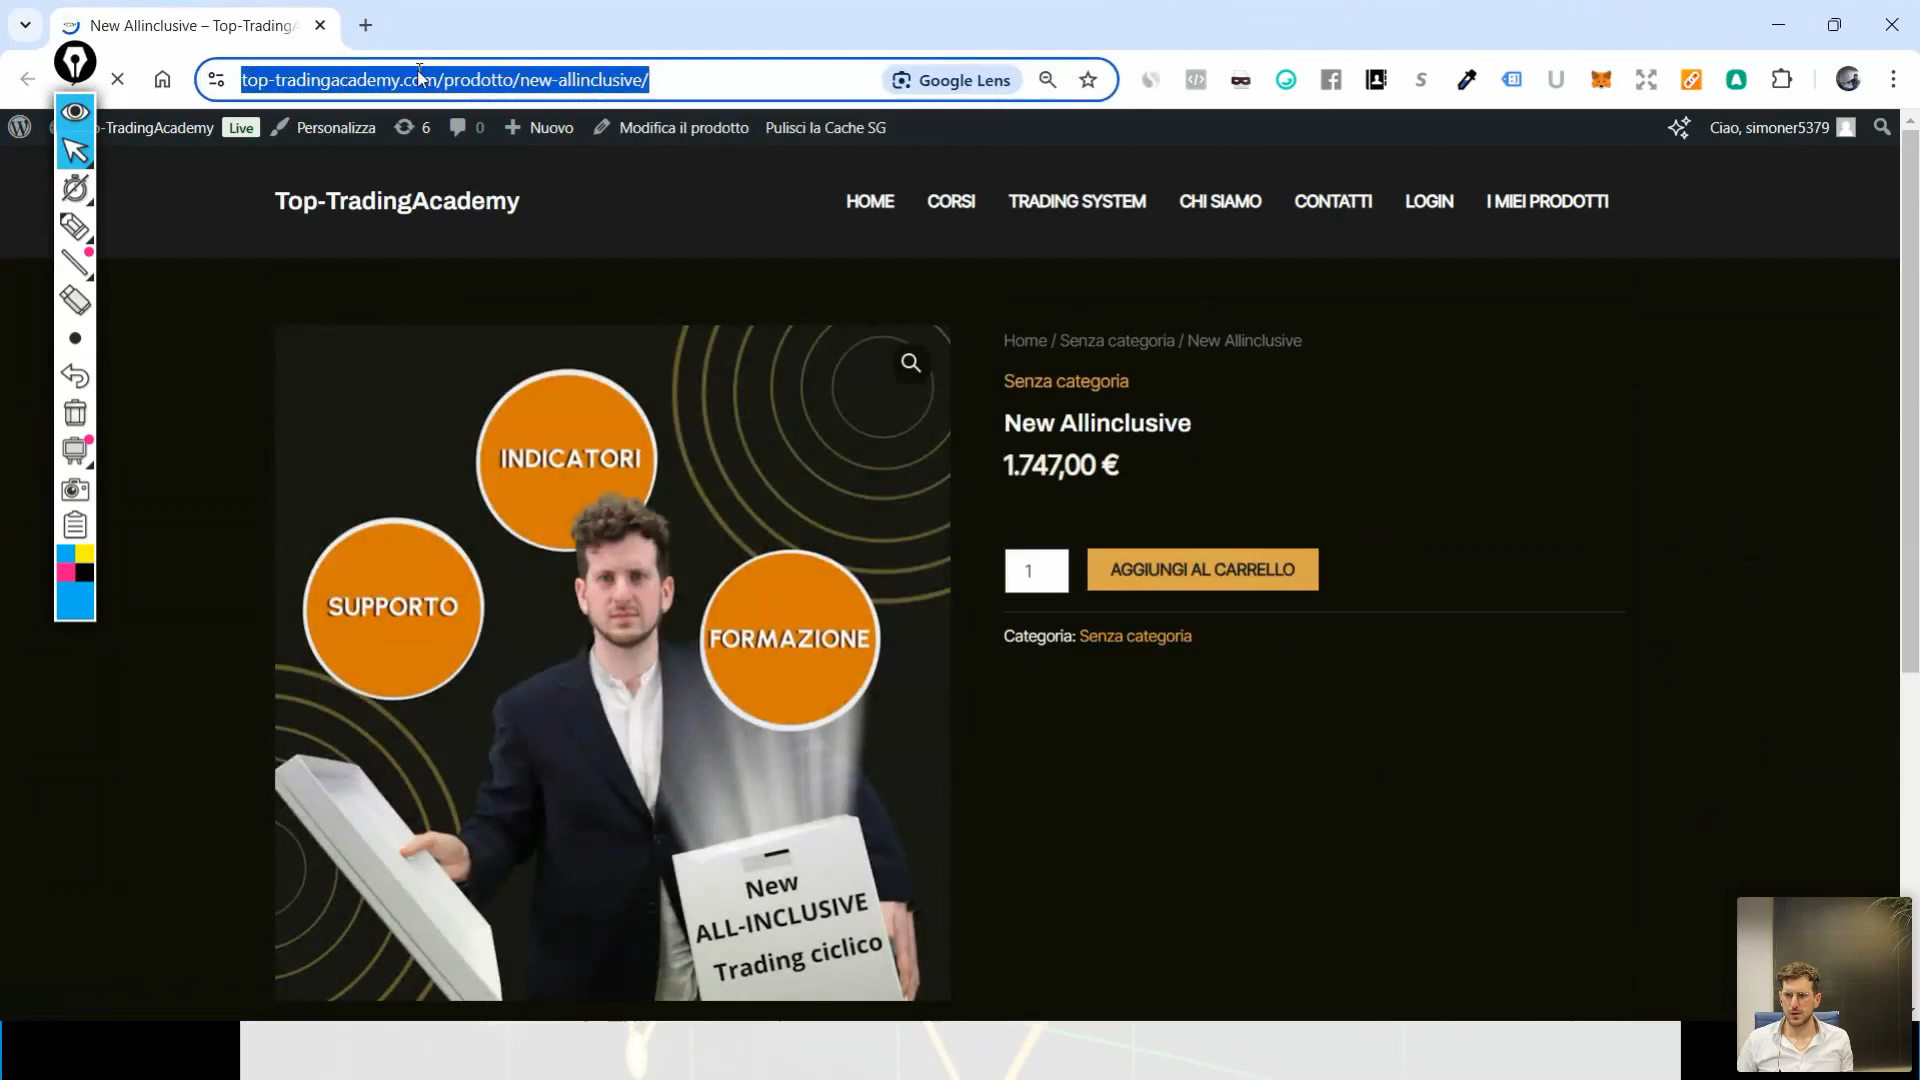 New Allinclusive – Top-TradingA
top-tradingacademy.com/prodotto/new-allinclusive/
Google Lens
-TradingAcademy Live Personalizza 6 0 Nuovo Modifica il prodotto Pulisci la Cache SG Ciao, simoner5379
Top-TradingAcademy
HOME CORSI TRADING SYSTEM CHI SIAMO CONTATTI LOGIN I MIEI PRODOTTI
Home / Senza categoria / New Allinclusive
Senza categoria
New Allinclusive
1.747,00 €
1 AGGIUNGI AL CARRELLO
Categoria: Senza categoria
INDICATORI
SUPPORTO
FORMAZIONE
New
ALL-INCLUSIVE
Trading ciclico